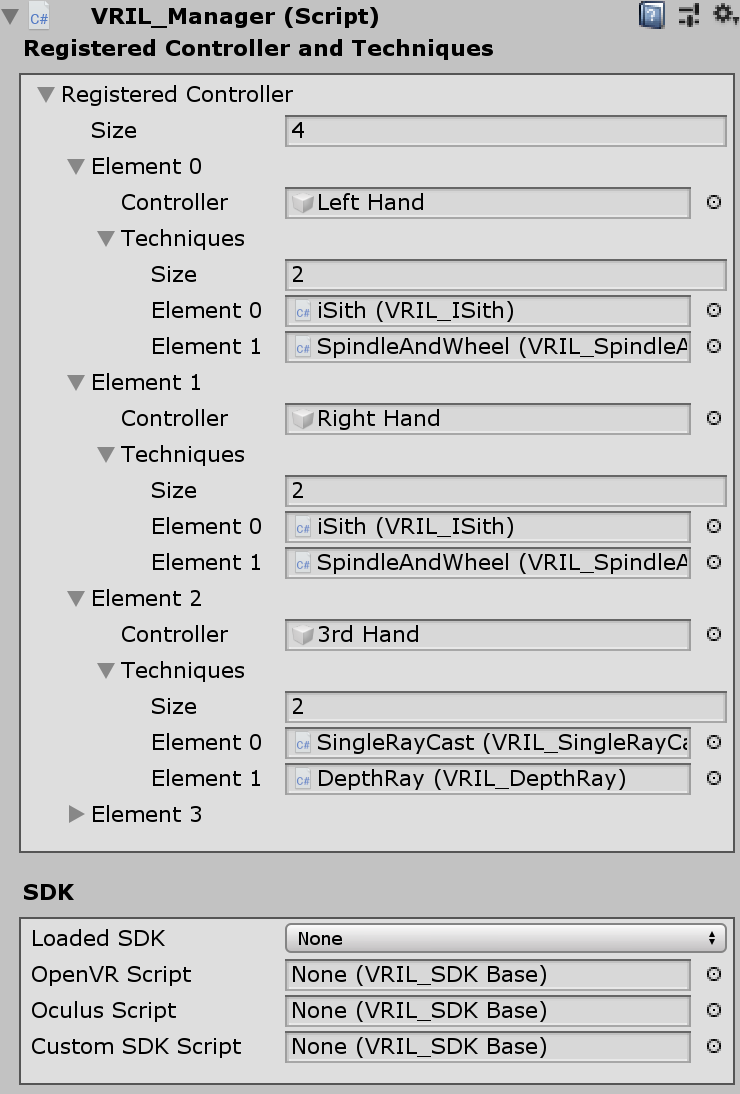 VRIL_Manager (Script)
Registered Controller and Techniques
Registered Controller
Size 4
Element 0
Controller Left Hand
Techniques
Size 2
Element 0 C# iSith (VRIL_ISith)
Element 1 C# SpindleAndWheel (VRIL_SpindleA
Element 1
Controller Right Hand
Techniques
Size 2
Element 0 C# iSith (VRIL_ISith)
Element 1 C# SpindleAndWheel (VRIL_SpindleA
Element 2
Controller 3rd Hand
Techniques
Size 2
Element 0 C# SingleRayCast (VRIL_SingleRayCa
Element 1 C# DepthRay (VRIL_DepthRay)
Element 3
SDK
Loaded SDK None
OpenVR Script None (VRIL_SDK Base)
Oculus Script None (VRIL_SDK Base)
Custom SDK Script None (VRIL_SDK Base)